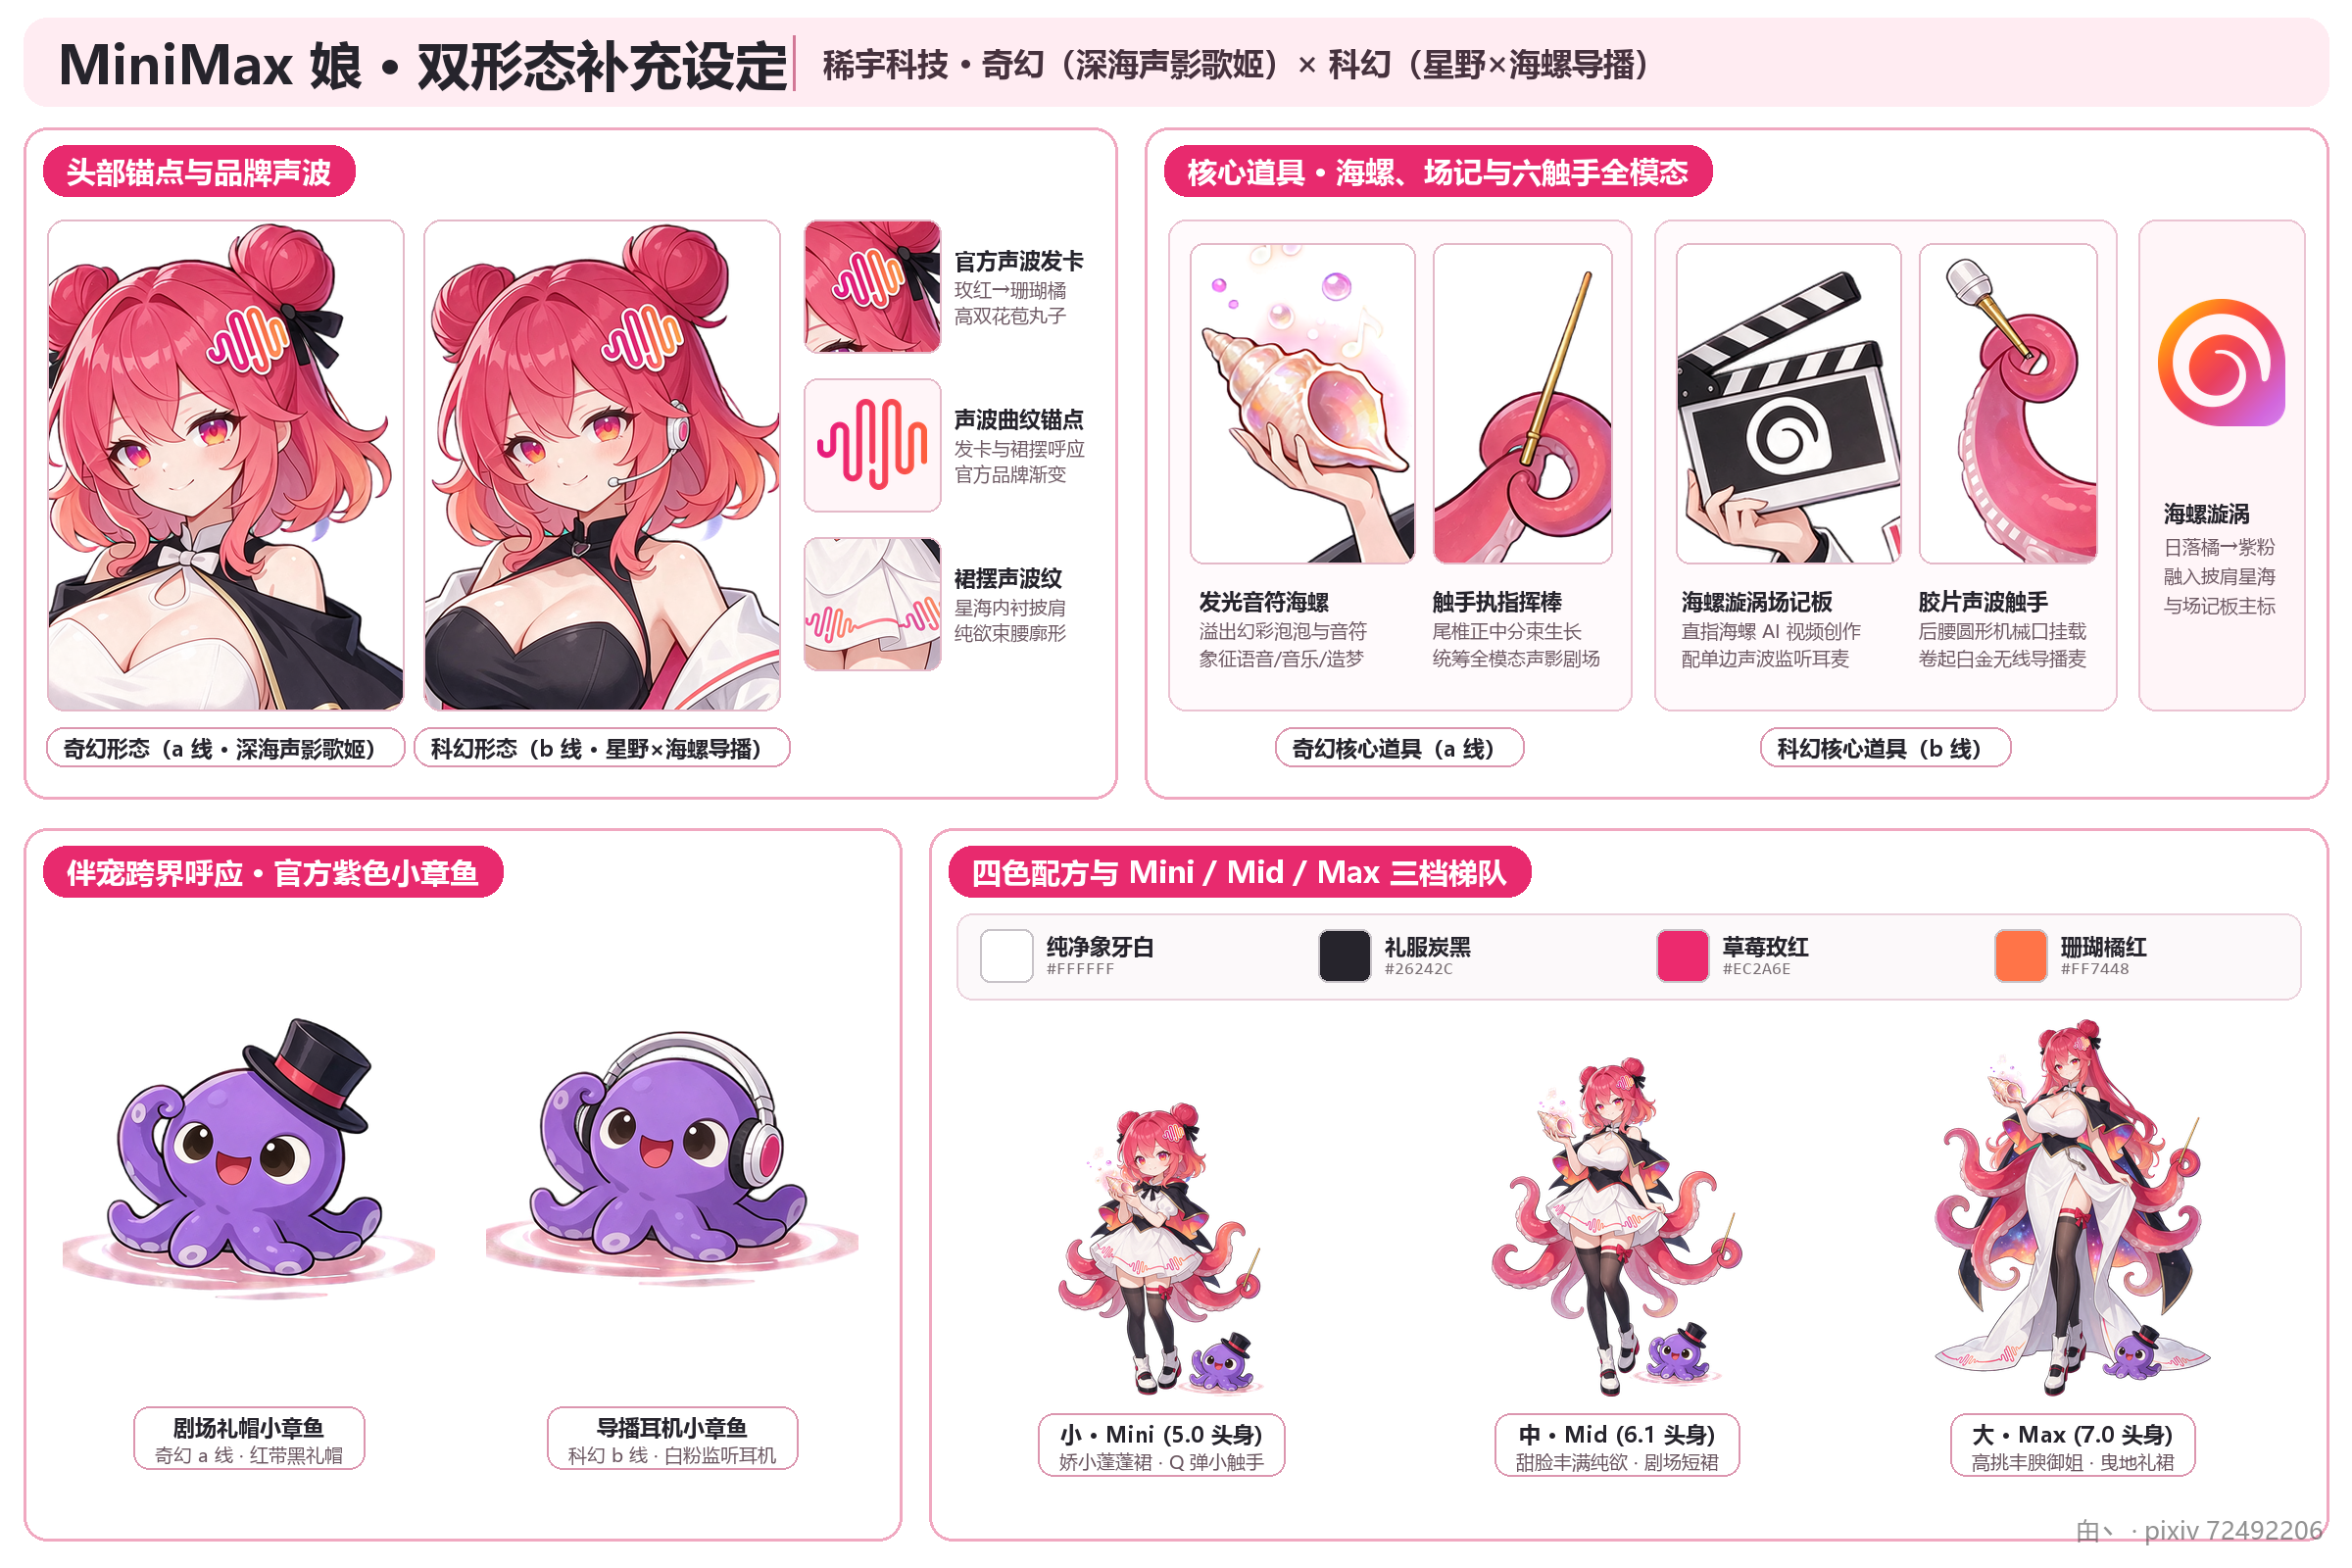 MiniMax 娘 • 双形态补充设定
稀宇科技 • 奇幻（深海声影歌姬）× 科幻（星野×海螺导播）
头部锚点与品牌声波
官方声波发卡
玫红→珊瑚橘
高双花苞丸子
声波曲纹锚点
发卡与裙摆呼应
官方品牌渐变
裙摆声波纹
星海内衬披肩
纯欲束腰廓形
奇幻形态（a 线 • 深海声影歌姬）
科幻形态（b 线 • 星野×海螺导播）
核心道具 • 海螺、场记与六触手全模态
发光音符海螺
溢出幻彩泡泡与音符
象征语音/音乐/造梦
触手执指挥棒
尾椎正中分束生长
统筹全模态声影剧场
奇幻核心道具（a 线）
海螺漩涡场记板
直指海螺 AI 视频创作
配单边声波监听耳麦
胶片声波触手
后腰圆形机械口挂载
卷起白金无线导播麦
科幻核心道具（b 线）
海螺漩涡
日落橘→紫粉
融入披肩星海
与场记板主标
伴宠跨界呼应 • 官方紫色小章鱼
剧场礼帽小章鱼
奇幻 a 线 · 红带黑礼帽
导播耳机小章鱼
科幻 b 线 · 白粉监听耳机
四色配方与 Mini / Mid / Max 三档梯队
纯净象牙白
#FFFFFF
礼服炭黑
#26242C
草莓玫红
#EC2A6E
珊瑚橘红
#FF7448
小 • Mini (5.0 头身)
娇小蓬蓬裙 · Q 弹小触手
中 • Mid (6.1 头身)
甜脸丰满纯欲 · 剧场短裙
大 • Max (7.0 头身)
高挑丰腴御姐 · 曳地礼裙
甶丶 · pixiv 72492206